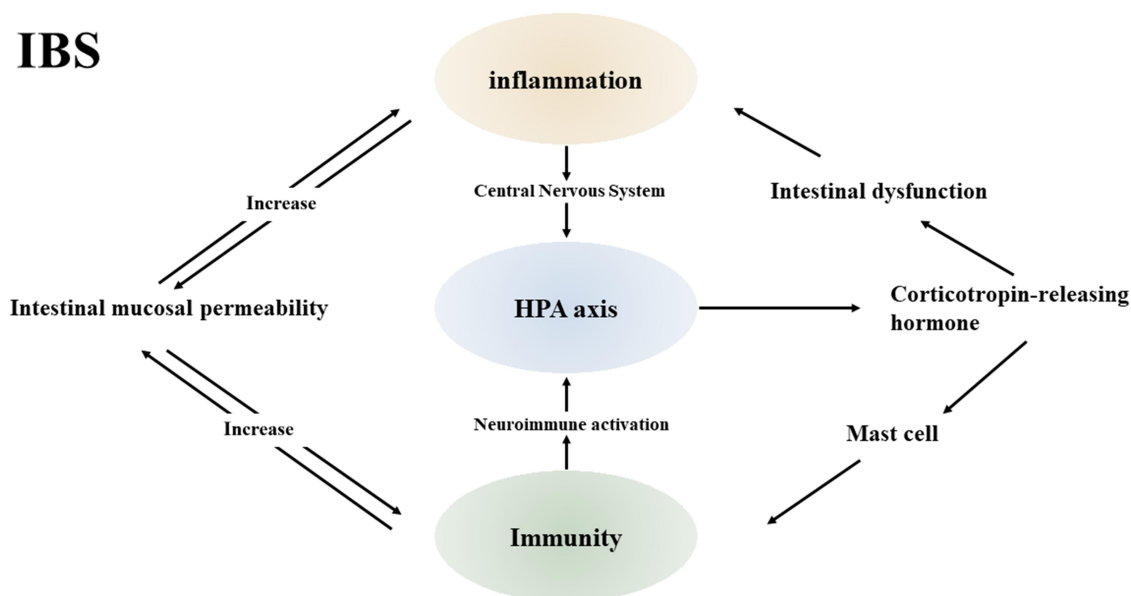 IBS
inflammation
Central Nervous System
Intestinal dysfunction
Increase
Intestinal mucosal permeability
HPA axis
Corticotropin-releasing
hormone
Increase
Neuroimmune activation
Mast cell
Immunity